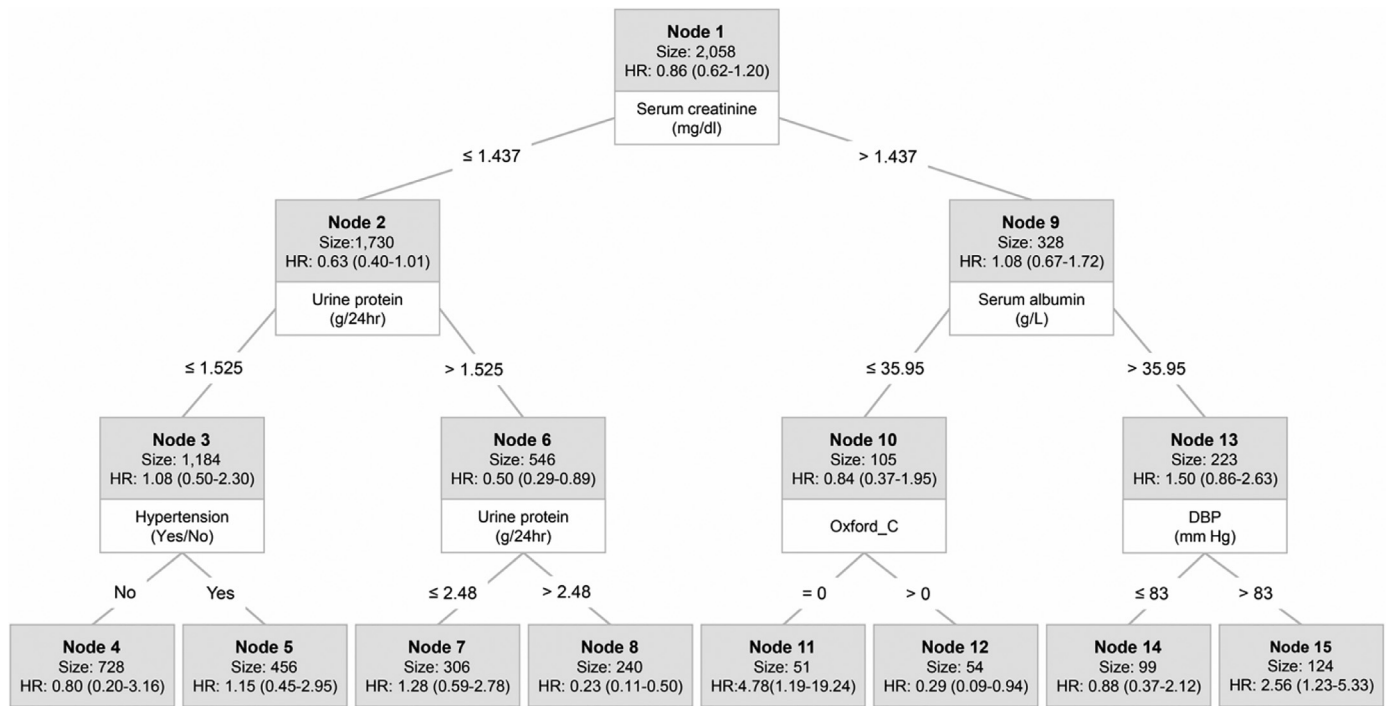 Node 1
Size: 2,058
HR: 0.86 (0.62-1.20)
Serum creatinine
(mg/dl)
≤ 1.437
> 1.437
Node 2
Size:1,730
HR: 0.63 (0.40-1.01)
Urine protein
(g/24hr)
Node 9
Size: 328
HR: 1.08 (0.67-1.72)
Serum albumin
(g/L)
≤ 1.525
> 1.525
≤ 35.95
> 35.95
Node 3
Size: 1,184
HR: 1.08 (0.50-2.30)
Hypertension
(Yes/No)
Node 6
Size: 546
HR: 0.50 (0.29-0.89)
Urine protein
(g/24hr)
Node 10
Size: 105
HR: 0.84 (0.37-1.95)
Oxford_C
Node 13
Size: 223
HR: 1.50 (0.86-2.63)
DBP
(mm Hg)
No
Yes
≤ 2.48
> 2.48
= 0
> 0
≤ 83
> 83
Node 4
Size: 728
HR: 0.80 (0.20-3.16)
Node 5
Size: 456
HR: 1.15 (0.45-2.95)
Node 7
Size: 306
HR: 1.28 (0.59-2.78)
Node 8
Size: 240
HR: 0.23 (0.11-0.50)
Node 11
Size: 51
HR:4.78(1.19-19.24)
Node 12
Size: 54
HR: 0.29 (0.09-0.94)
Node 14
Size: 99
HR: 0.88 (0.37-2.12)
Node 15
Size: 124
HR: 2.56 (1.23-5.33)